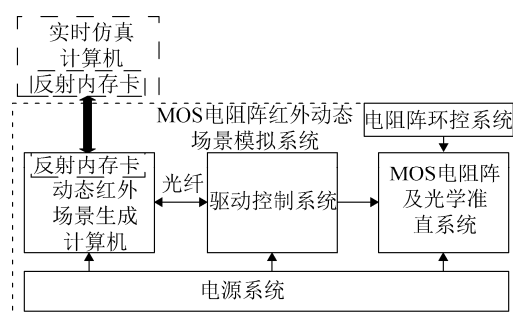 实时仿真
计算机
反射内存卡
MOS电阻阵红外动态
场景模拟系统
电阻阵环控系统
反射内存卡
动态红外
场景生成
计算机
光纤
驱动控制系统
MOS电阻阵
及光学准
直系统
电源系统